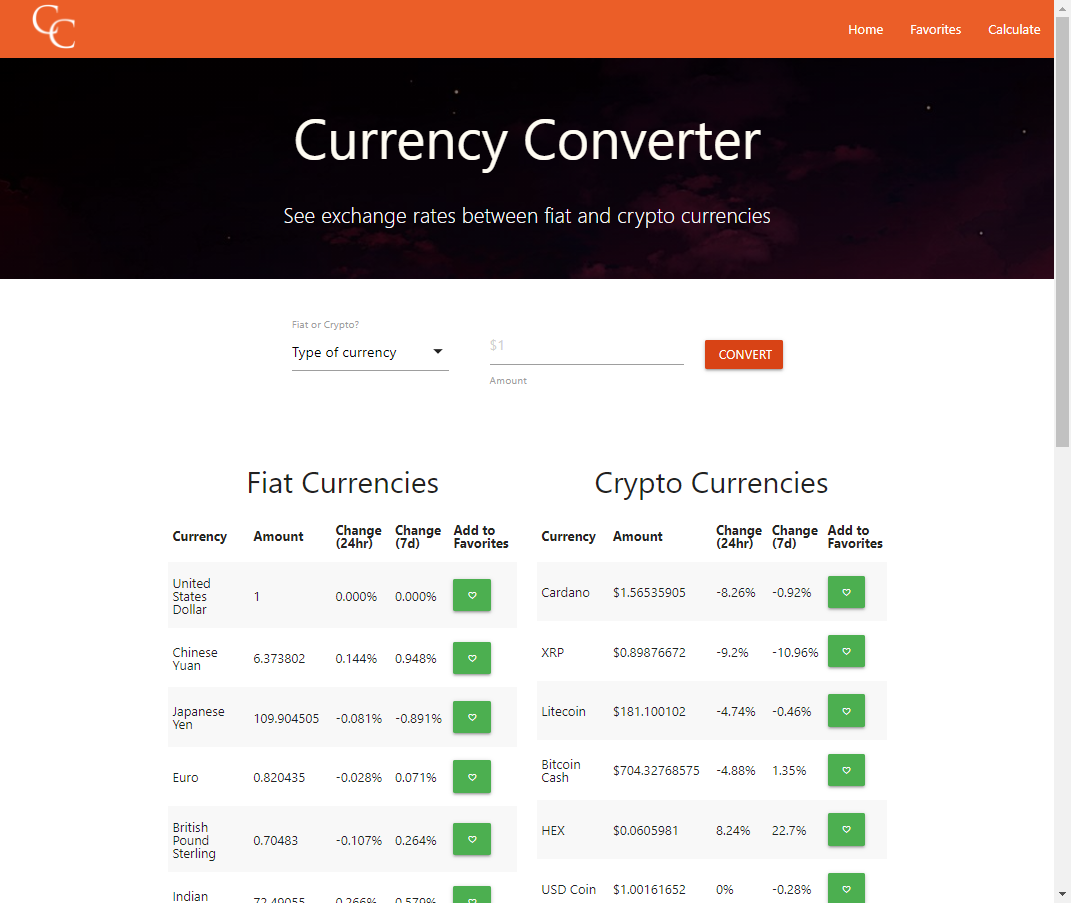 CC
Home Favorites Calculate
Currency Converter
See exchange rates between fiat and crypto currencies
Fiat or Crypto?
Type of currency
$1
Amount
CONVERT
Fiat Currencies
Currency Amount Change (24hr) Change (7d) Add to Favorites
United States Dollar 1 0.000% 0.000%
Chinese Yuan 6.373802 0.144% 0.948%
Japanese Yen 109.904505 -0.081% -0.891%
Euro 0.820435 -0.028% 0.071%
British Pound Sterling 0.70483 -0.107% 0.264%
Indian 72.49055 0.266% 0.579%
Crypto Currencies
Currency Amount Change (24hr) Change (7d) Add to Favorites
Cardano $1.56535905 -8.26% -0.92%
XRP $0.89876672 -9.2% -10.96%
Litecoin $181.100102 -4.74% -0.46%
Bitcoin Cash $704.32768575 -4.88% 1.35%
HEX $0.0605981 8.24% 22.7%
USD Coin $1.00161652 0% -0.28%